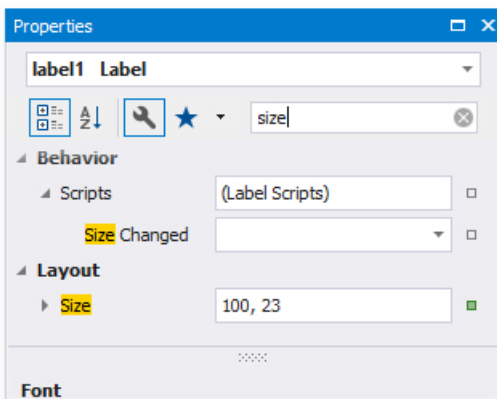 Properties
label1 Label
A
Z
size
Behavior
Scripts (Label Scripts)
Size Changed
Layout
Size 100, 23
Font